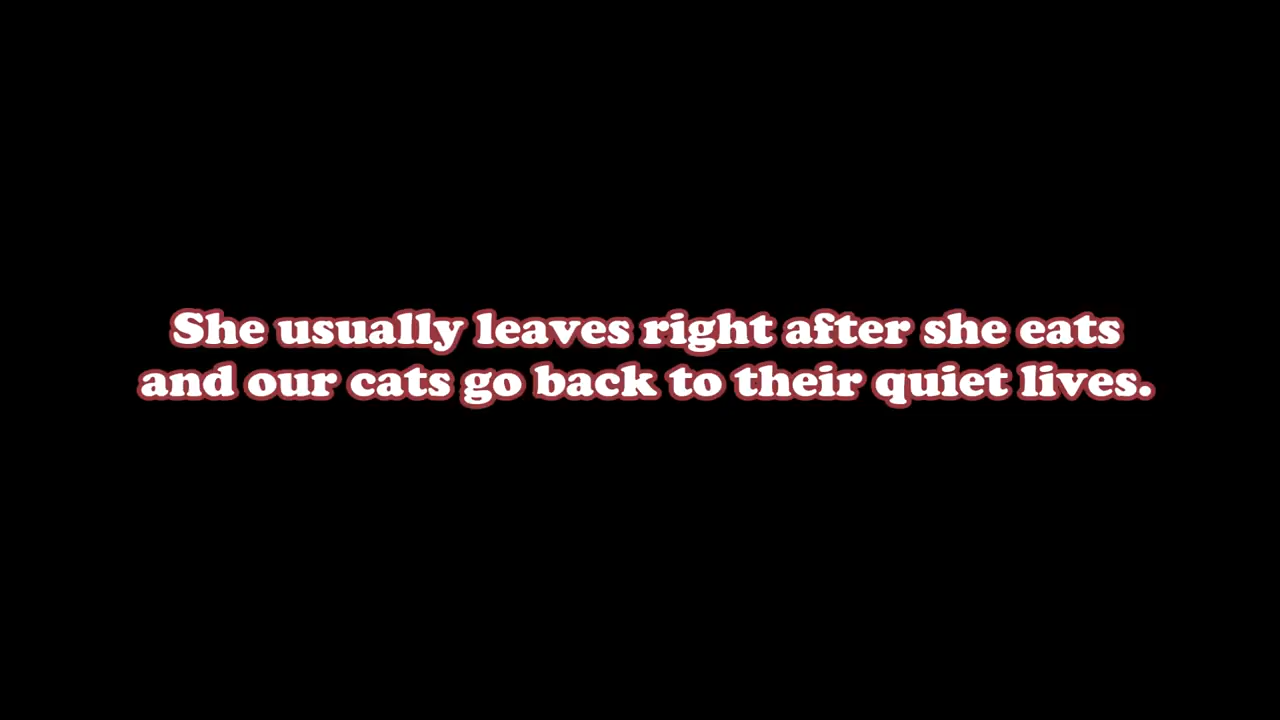 She usually leaves right after she eats
and our cats go back to their quiet lives.